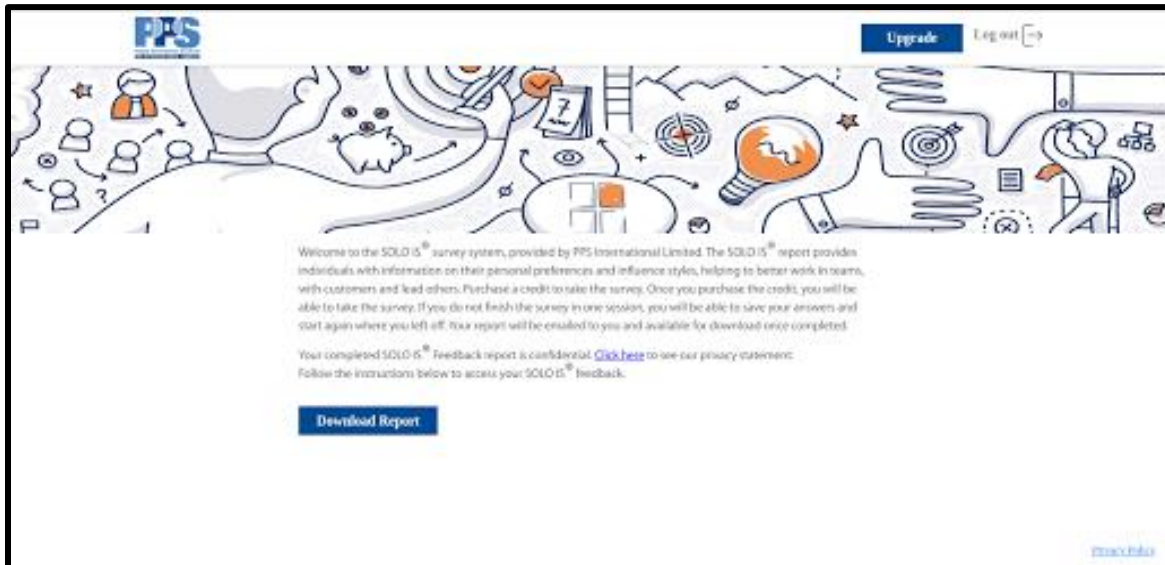 PPS
Upgrade
Log out
7
?
Welcome to the SOLO IS® survey system, provided by PPS International Limited. The SOLO IS® report provides
individuals with information on their personal preferences and influence styles, helping to better work in teams,
with customers and lead others. Purchase a credit to take the survey. Once you purchase the credit, you will be
able to take the survey. If you do not finish the survey in one session, you will be able to save your answers and
start again where you left off. Your report will be emailed to you and available for download once completed.
Your completed SOLO IS® Feedback report is confidential. Click here to see our privacy statement.
Follow the instructions below to access your SOLO IS® feedback.
Download Report
Privacy Policy